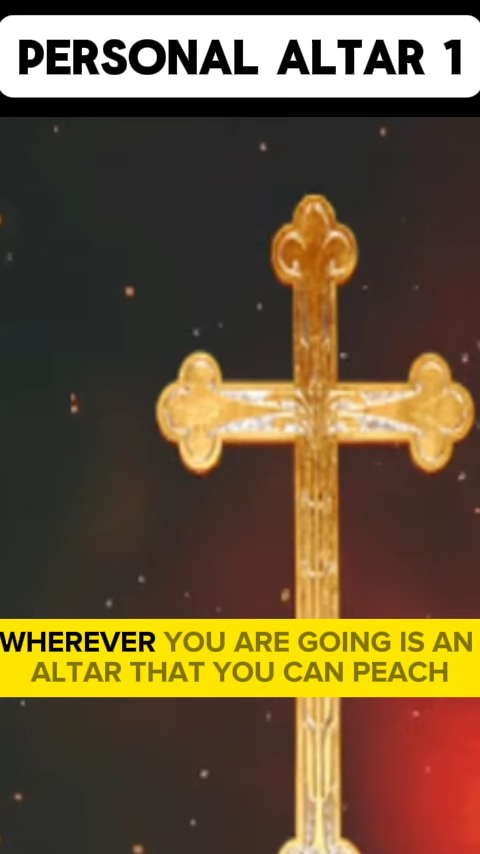 PERSONAL ALTAR 1
WHEREVER YOU ARE GOING IS AN
ALTAR THAT YOU CAN PEACH